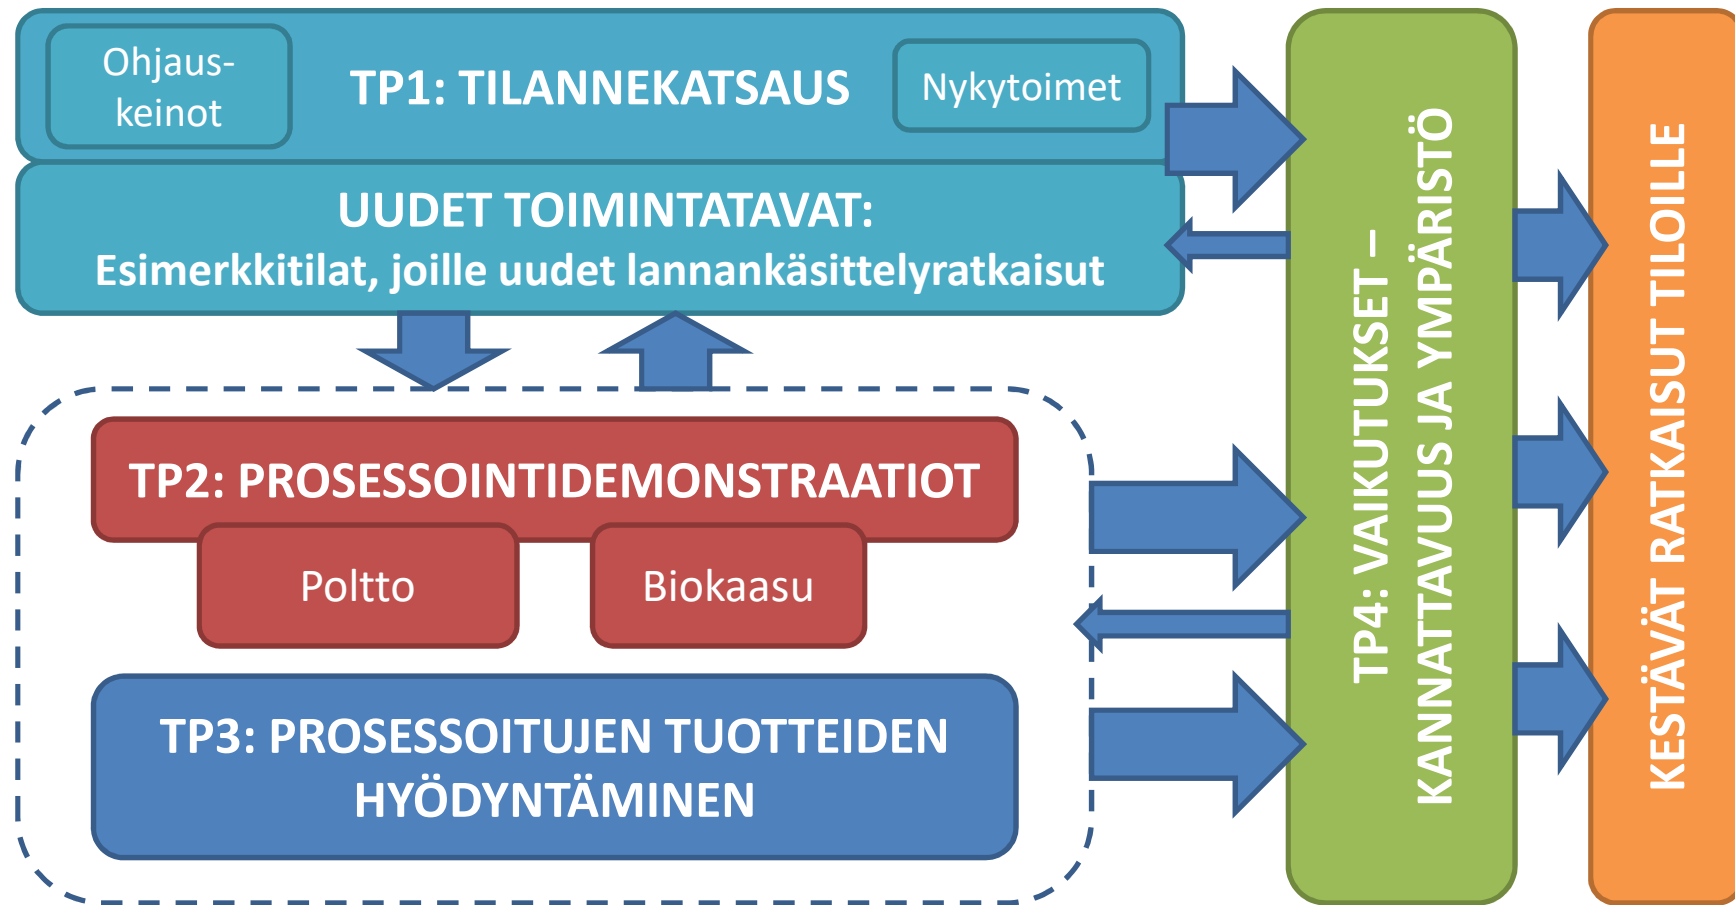 Ohjaus-
keinot
TP1: TILANNEKATSAUS
Nykytoimet
UUDET TOIMINTATAVAT:
Esimerkkitilat, joille uudet lannankäsittelyratkaisut
TP2: PROSESSOINTIDEMONSTRAATIOT
Poltto
Biokaasu
TP3: PROSESSOITUJEN TUOTTEIDEN
HYÖDYNTÄMINEN
TP4: VAIKUTUKSET –
KANNATTAVUUS JA YMPÄRISTÖ
KESTÄVÄT RATKAISUT TILOILLE